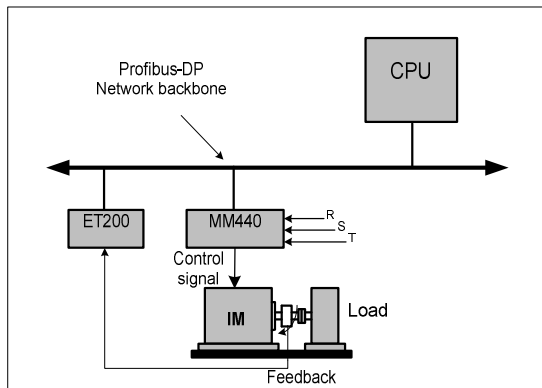 Profibus-DP
Network backbone
CPU
ET200
MM440
R
S
T
Control
signal
IM
Load
Feedback